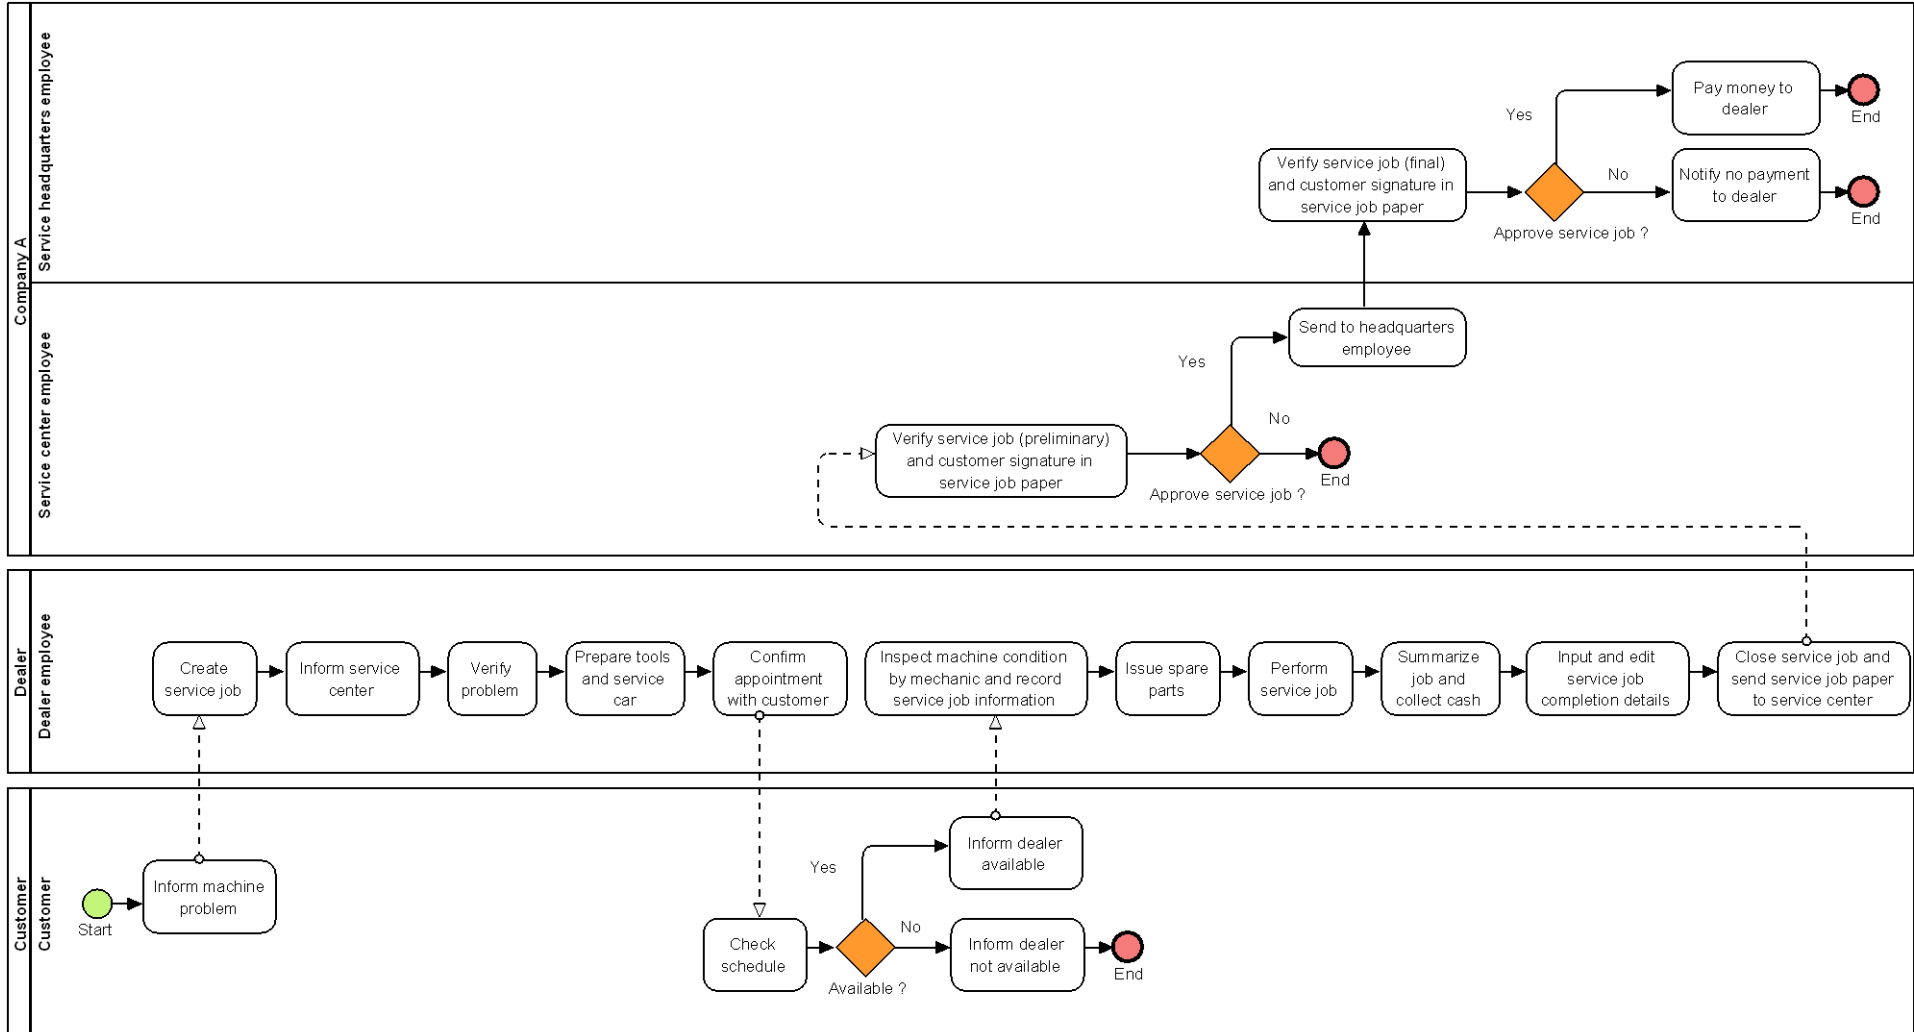 Company A
Service headquarters employee
Pay money to
dealer
End
Yes
Verify service job (final)
and customer signature in
service job paper
No
Notify no payment
to dealer
End
Approve service job ?
Service center employee
Send to headquarters
employee
Yes
No
Verify service job (preliminary)
and customer signature in
service job paper
End
Approve service job ?
Dealer
Dealer employee
Create
service job
Inform service
center
Verify
problem
Prepare tools
and service
car
Confirm
appointment
with customer
Inspect machine condition
by mechanic and record
service job information
Issue spare
parts
Perform
service job
Summarize
job and
collect cash
Input and edit
service job
completion details
Close service job and
send service job paper
to service center
Customer
Customer
Start
Inform machine
problem
Check
schedule
Available ?
Yes
Inform dealer
available
No
Inform dealer
not available
End